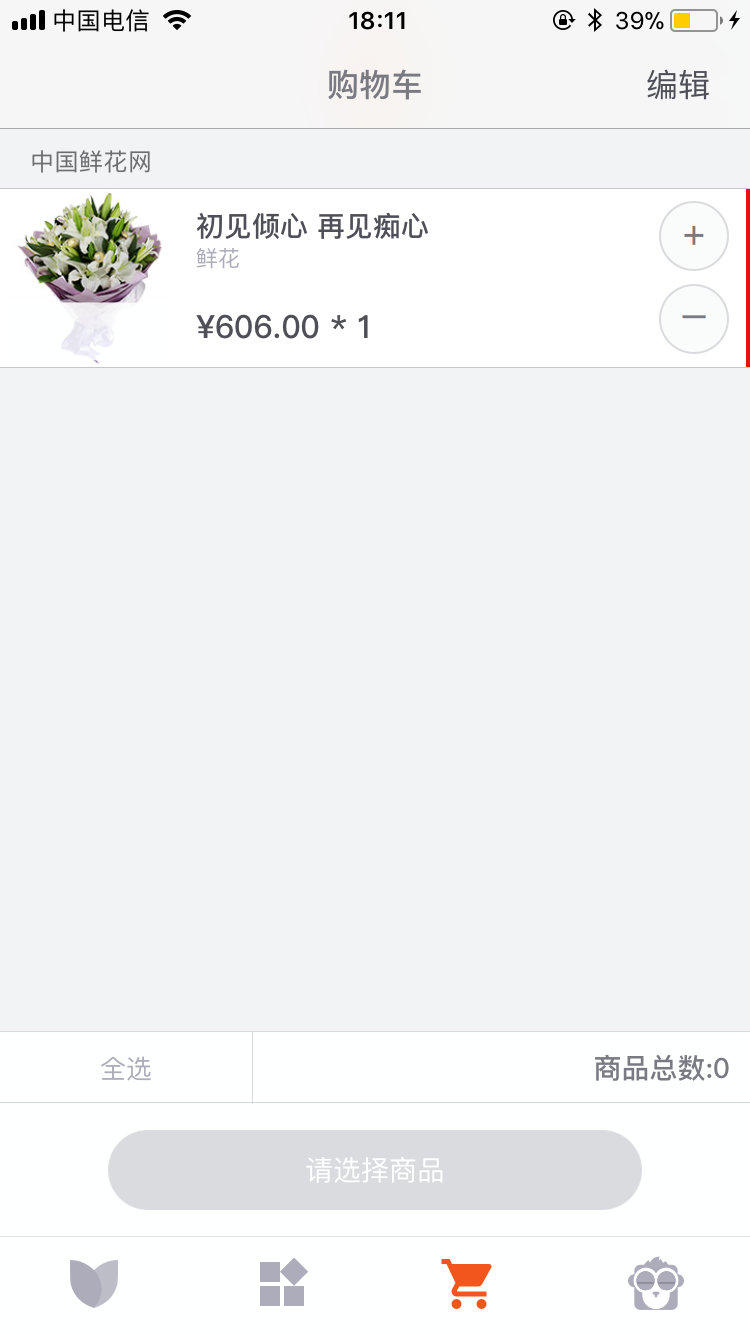 中国电信 18:11 39%
购物车 编辑
中国鲜花网
初见倾心 再见痴心
鲜花
¥606.00 * 1
+
−
全选 商品总数:0
请选择商品